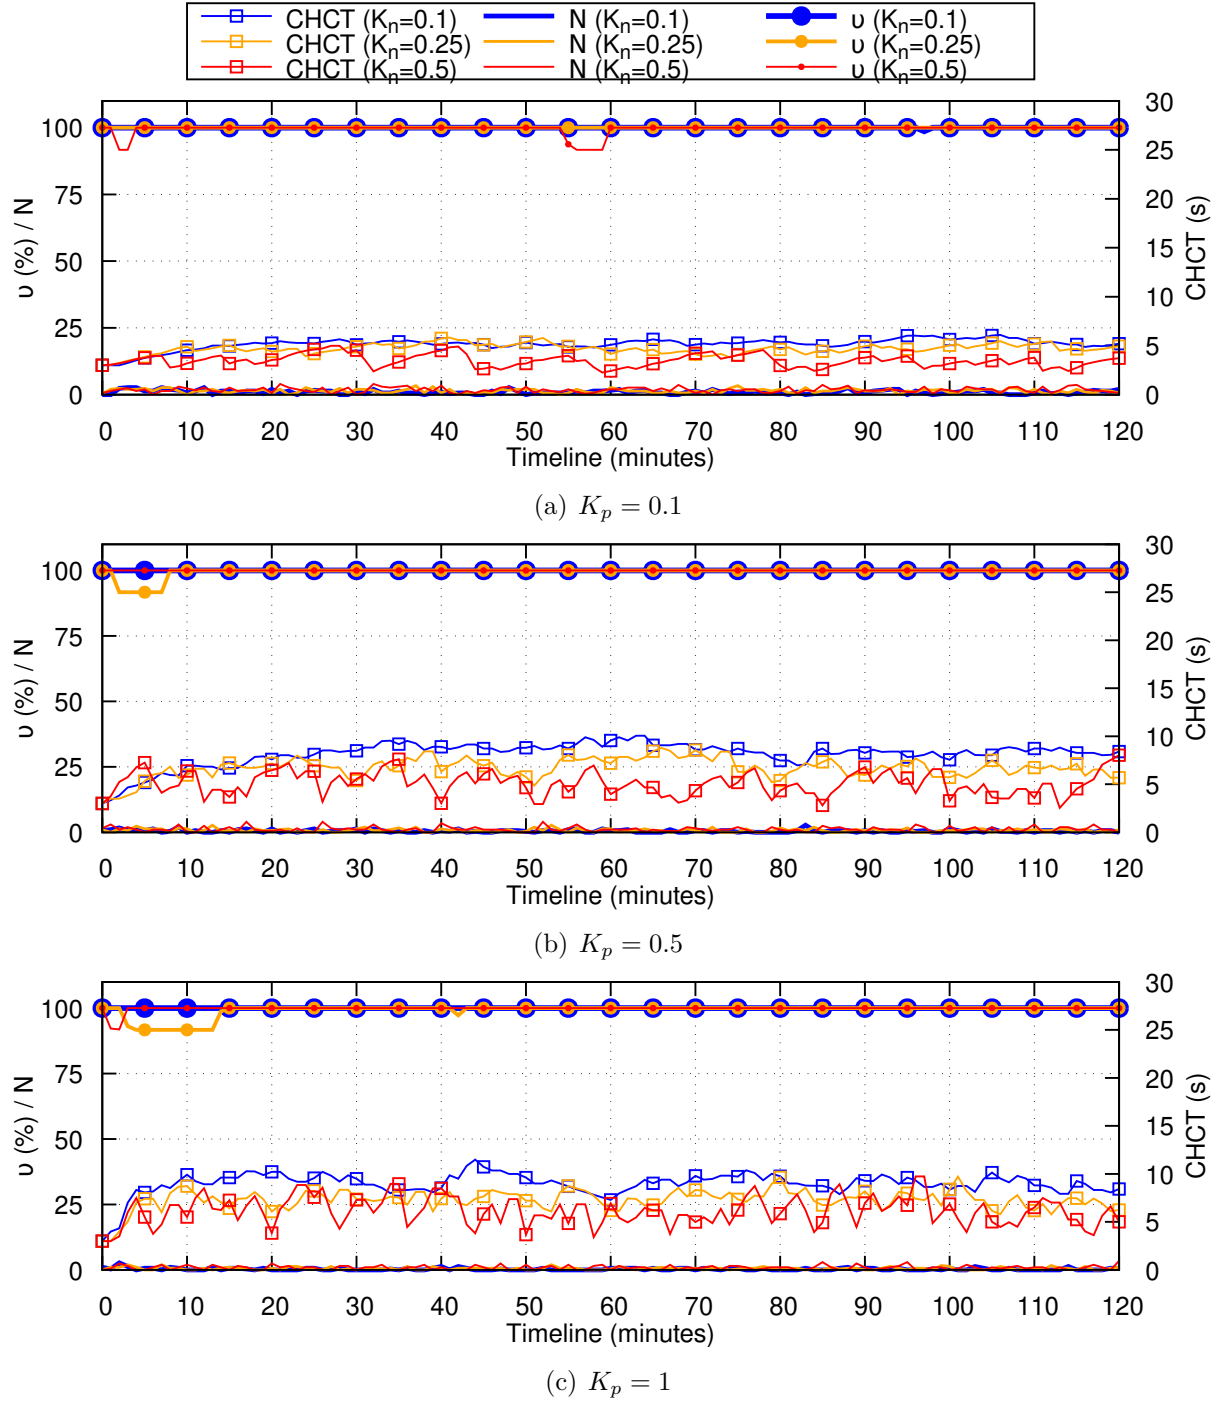 CHCT (Kn=0.1) N (Kn=0.1) υ (Kn=0.1)
CHCT (Kn=0.25) N (Kn=0.25) υ (Kn=0.25)
CHCT (Kn=0.5) N (Kn=0.5) υ (Kn=0.5)
υ (%) / N
100
75
50
25
0
30
25
20
15
10
5
0
CHCT (s)
0 10 20 30 40 50 60 70 80 90 100 110 120
Timeline (minutes)
(a) Kp = 0.1
υ (%) / N
100
75
50
25
0
30
25
20
15
10
5
0
CHCT (s)
0 10 20 30 40 50 60 70 80 90 100 110 120
Timeline (minutes)
(b) Kp = 0.5
υ (%) / N
100
75
50
25
0
30
25
20
15
10
5
0
CHCT (s)
0 10 20 30 40 50 60 70 80 90 100 110 120
Timeline (minutes)
(c) Kp = 1